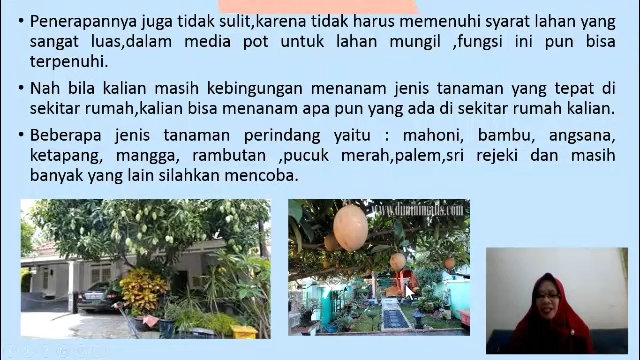 • Penerapannya juga tidak sulit,karena tidak harus memenuhi syarat lahan yang
sangat luas,dalam media pot untuk lahan mungil ,fungsi ini pun bisa
terpenuhi.
• Nah bila kalian masih kebingungan menanam jenis tanaman yang tepat di
sekitar rumah,kalian bisa menanam apa pun yang ada di sekitar rumah kalian.
• Beberapa jenis tanaman perindang yaitu : mahoni, bambu, angsana,
ketapang, mangga, rambutan ,pucuk merah,palem,sri rejeki dan masih
banyak yang lain silahkan mencoba.